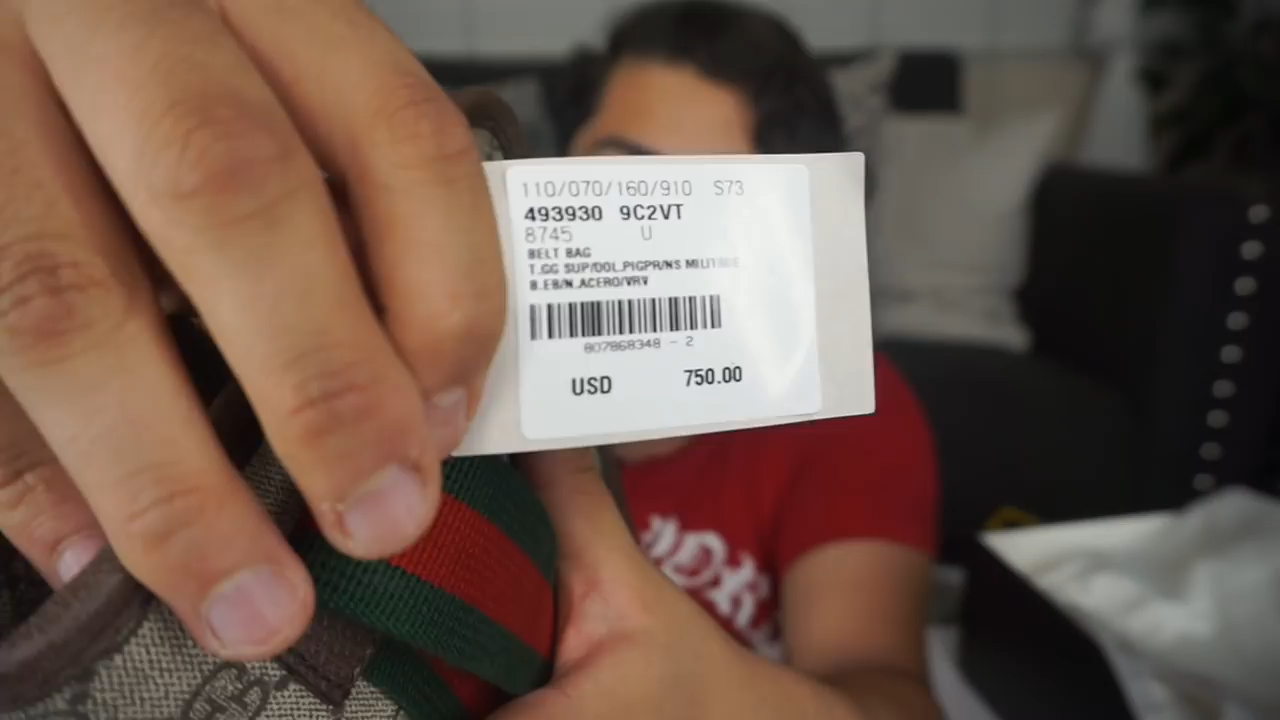 110/070/160/910 S73
493930 9C2VT
8745 U
BELT BAG
T.GG SUP/DOL.PIGPR/NS MILITARE
B.EB/N.ACERO/VRV
807868348 - 2
USD 750.00